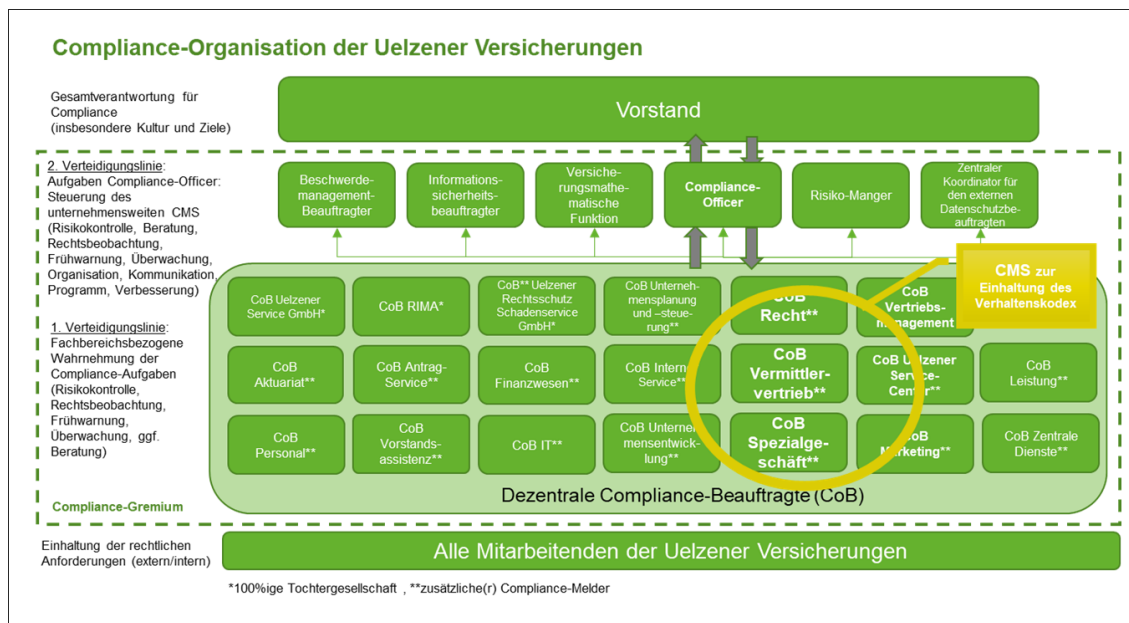 Compliance-Organisation der Uelzener Versicherungen
Gesamtverantwortung für
Compliance
(insbesondere Kultur und Ziele)
Vorstand
2. Verteidigungslinie:
Aufgaben Compliance-Officer:
Steuerung des
unternehmensweiten CMS
(Risikokontrolle, Beratung,
Rechtsbeobachtung,
Frühwarnung, Überwachung,
Organisation, Kommunikation,
Programm, Verbesserung)
Beschwerde-
management-
Beauftragter
Informations-
sicherheits-
beauftragter
Versiche-
rungsmathe-
matische
Funktion
Compliance-
Officer
Risiko-Manger
Zentraler
Koordinator für
den externen
Datenschutzbe-
auftragten
CMS zur
Einhaltung des
Verhaltenskodex
1. Verteidigungslinie:
Fachbereichsbezogene
Wahrnehmung der
Compliance-Aufgaben
(Risikokontrolle,
Rechtsbeobachtung,
Frühwarnung,
Überwachung, ggf.
Beratung)
CoB Uelzener
Service GmbH*
CoB RIMA*
CoB** Uelzener
Rechtsschutz
Schadenservice
GmbH*
CoB Unterneh-
mensplanung
und –steue-
rung**
CoB
Recht**
CoB
Vertriebs-
management
CoB
Aktuariat**
CoB Antrag-
Service**
CoB
Finanzwesen**
CoB Interner
Service**
CoB
Vermittler-
vertrieb**
CoB Uelzener
Service-
Center**
CoB
Leistung**
CoB
Personal**
CoB
Vorstands-
assistenz**
CoB IT**
CoB Unterneh-
mensentwick-
lung**
CoB
Spezialge-
schäft**
CoB
Marketing**
CoB Zentrale
Dienste**
Dezentrale Compliance-Beauftragte (CoB)
Compliance-Gremium
Einhaltung der rechtlichen
Anforderungen (extern/intern)
Alle Mitarbeitenden der Uelzener Versicherungen
*100%ige Tochtergesellschaft , **zusätzliche(r) Compliance-Melder